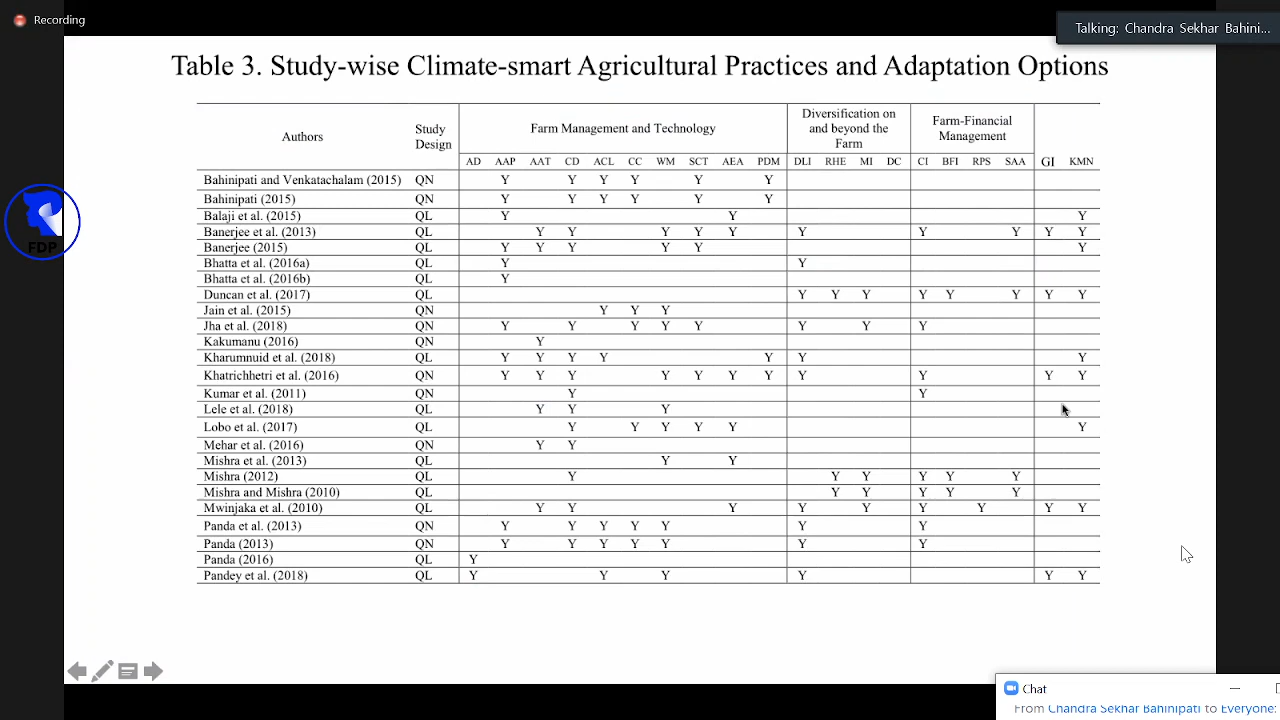 Recording
Talking: Chandra Sekhar Bahini...
Table 3. Study-wise Climate-smart Agricultural Practices and Adaptation Options
Authors Study Design Farm Management and Technology Diversification on and beyond the Farm Farm-Financial Management
AD AAP AAT CD ACL CC WM SCT AEA PDM DLI RHE MI DC CI BFI RPS SAA GI KMN
Bahinipati and Venkatachalam (2015) QN Y Y Y Y Y Y
Bahinipati (2015) QN Y Y Y Y Y Y
Balaji et al. (2015) QL Y Y Y
Banerjee et al. (2013) QL Y Y Y Y Y Y Y Y Y Y
Banerjee (2015) QL Y Y Y Y Y Y
Bhatta et al. (2016a) QL Y Y
Bhatta et al. (2016b) QL Y
Duncan et al. (2017) QL Y Y Y Y Y Y Y Y
Jain et al. (2015) QN Y Y Y
Jha et al. (2018) QN Y Y Y Y Y Y Y Y
Kakumanu (2016) QN Y
Kharumnuid et al. (2018) QL Y Y Y Y Y Y Y
Khatrichhetri et al. (2016) QN Y Y Y Y Y Y Y Y Y Y Y
Kumar et al. (2011) QN Y Y
Lele et al. (2018) QL Y Y Y
Lobo et al. (2017) QL Y Y Y Y Y Y
Mehar et al. (2016) QN Y Y
Mishra et al. (2013) QL Y Y
Mishra (2012) QL Y Y Y Y Y Y
Mishra and Mishra (2010) QL Y Y Y Y Y
Mwinjaka et al. (2010) QL Y Y Y Y Y Y Y Y Y
Panda et al. (2013) QN Y Y Y Y Y Y Y
Panda (2013) QN Y Y Y Y Y Y Y
Panda (2016) QL Y
Pandey et al. (2018) QL Y Y Y Y Y Y
FDP
Chat
From Chandra Sekhar Bahinipati to Everyone: